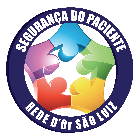 SEGURANÇA DO PACIENTE
REDE D'Or SÃO LUIZ